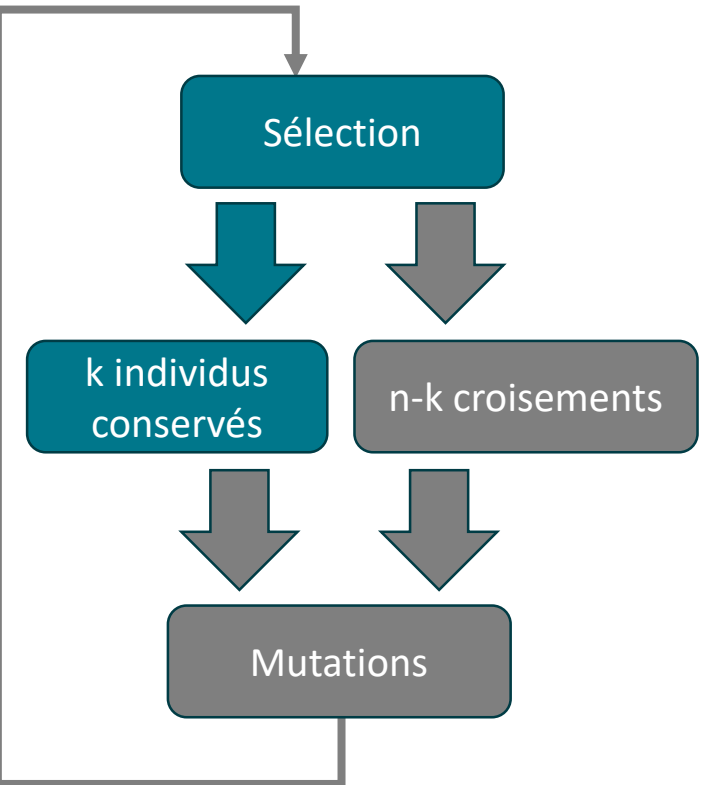 Sélection
k individus
conservés
n-k croisements
Mutations